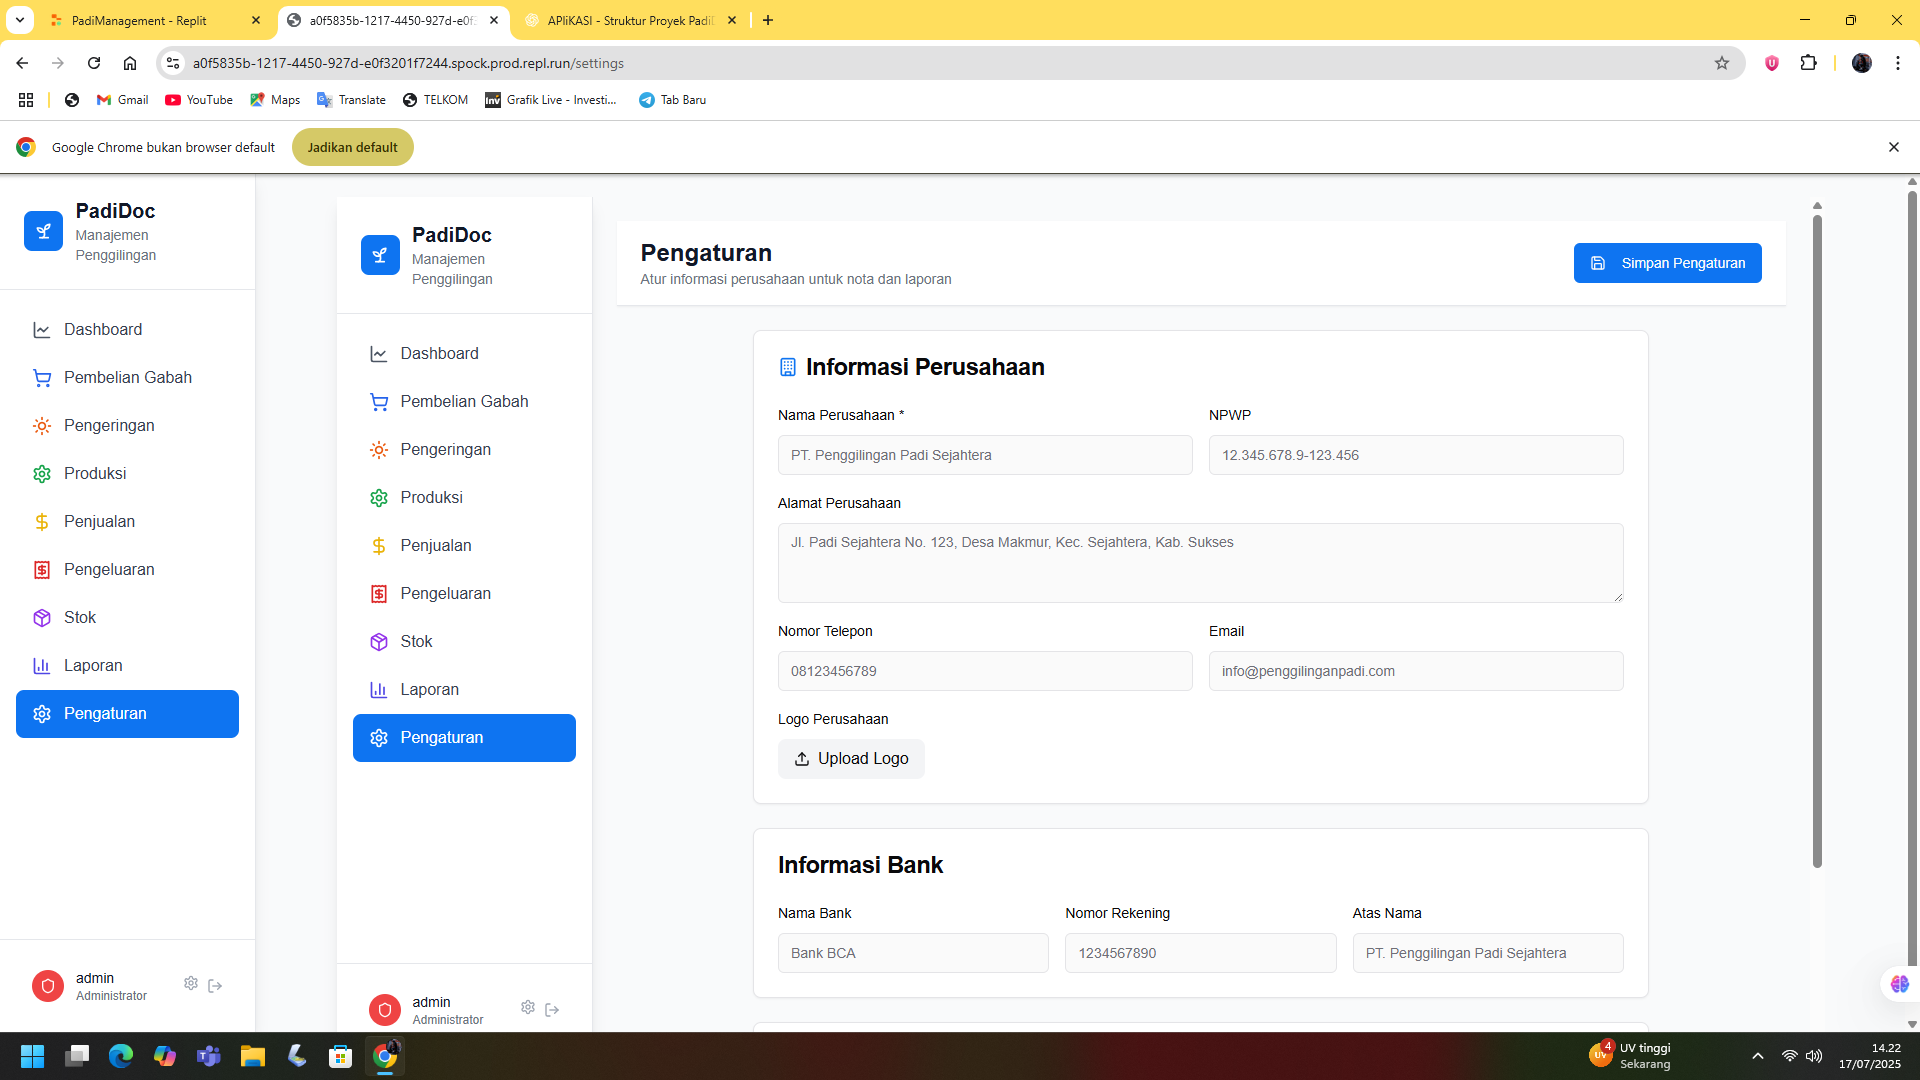 PadiManagement - Replit
a0f5835b-1217-4450-927d-e0f3
APliKASI - Struktur Proyek Padi
a0f5835b-1217-4450-927d-e0f3201f7244.spock.prod.repl.run/settings
Gmail
YouTube
Maps
Translate
TELKOM
Inv
Grafik Live - Investi...
Tab Baru
Google Chrome bukan browser default
Jadikan default
PadiDoc
Manajemen
Penggilingan
Dashboard
Pembelian Gabah
Pengeringan
Produksi
Penjualan
Pengeluaran
Stok
Laporan
Pengaturan
admin
Administrator
PadiDoc
Manajemen
Penggilingan
Dashboard
Pembelian Gabah
Pengeringan
Produksi
Penjualan
Pengeluaran
Stok
Laporan
Pengaturan
admin
Administrator
Pengaturan
Atur informasi perusahaan untuk nota dan laporan
Simpan Pengaturan
Informasi Perusahaan
Nama Perusahaan *
NPWP
PT. Penggilingan Padi Sejahtera
12.345.678.9-123.456
Alamat Perusahaan
Jl. Padi Sejahtera No. 123, Desa Makmur, Kec. Sejahtera, Kab. Sukses
Nomor Telepon
Email
08123456789
info@penggilinganpadi.com
Logo Perusahaan
Upload Logo
Informasi Bank
Nama Bank
Nomor Rekening
Atas Nama
Bank BCA
1234567890
PT. Penggilingan Padi Sejahtera
UV
4
UV tinggi
Sekarang
14.22
17/07/2025